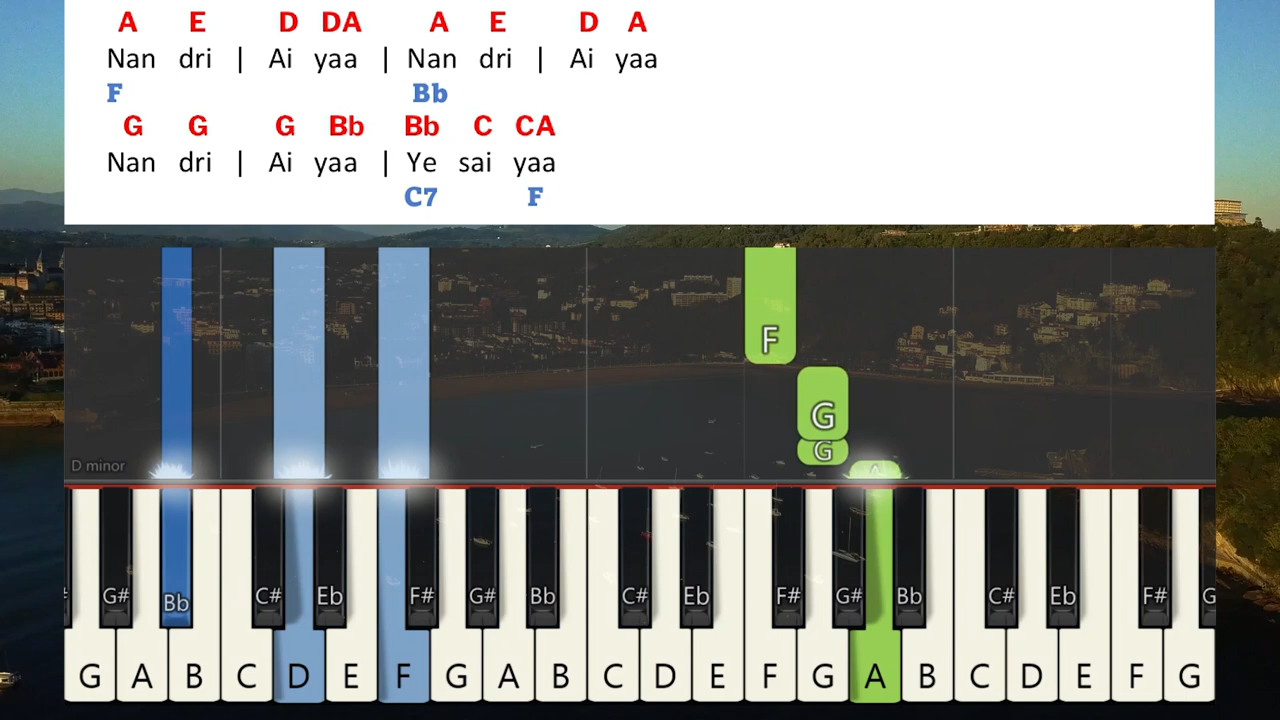 A E D DA A E D A
Nan dri | Ai yaa | Nan dri | Ai yaa
F Bb
G G G Bb Bb C CA
Nan dri | Ai yaa | Ye sai yaa
C7 F
F
G
G
A
D minor
G# Bb C# Eb F# G# Bb C# Eb F# G# Bb C# Eb F# G
G A B C D E F G A B C D E F G A B C D E F G